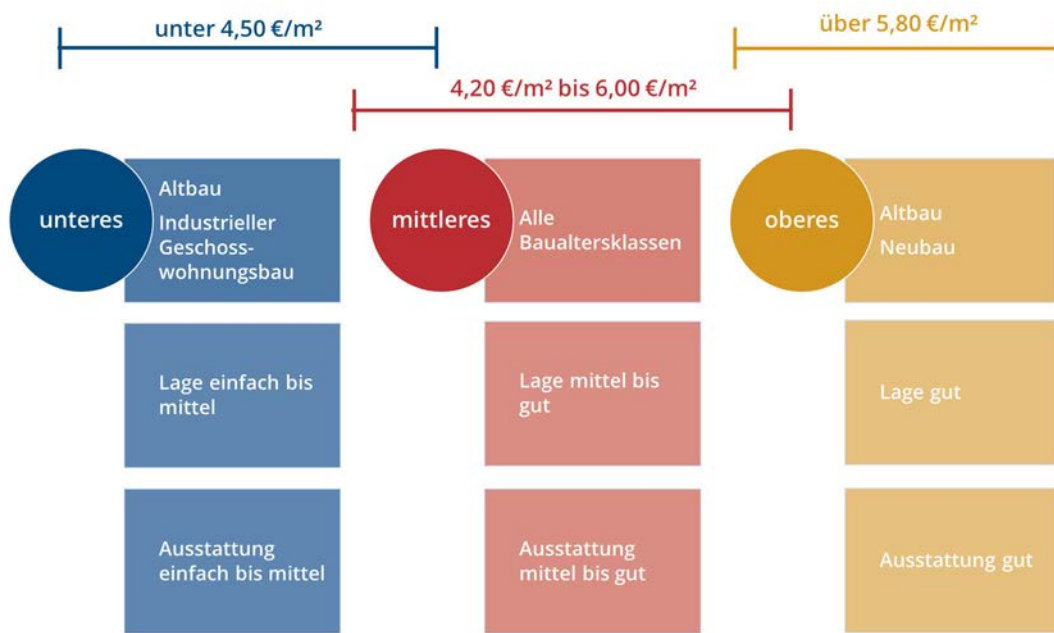 unter 4,50 €/m²
über 5,80 €/m²
4,20 €/m² bis 6,00 €/m²
unteres
Altbau
Industrieller
Geschoss-
wohnungsbau
Lage einfach bis
mittel
Ausstattung
einfach bis mittel
mittleres
Alle
Baualtersklassen
Lage mittel bis
gut
Ausstattung
mittel bis gut
oberes
Altbau
Neubau
Lage gut
Ausstattung gut